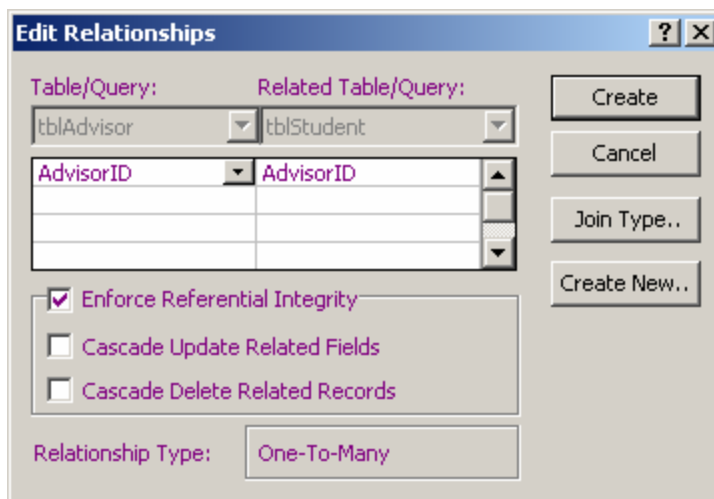 Edit Relationships
Table/Query: Related Table/Query:
tblAdvisor tblStudent
AdvisorID AdvisorID
Enforce Referential Integrity
Cascade Update Related Fields
Cascade Delete Related Records
Relationship Type: One-To-Many
Create
Cancel
Join Type..
Create New..